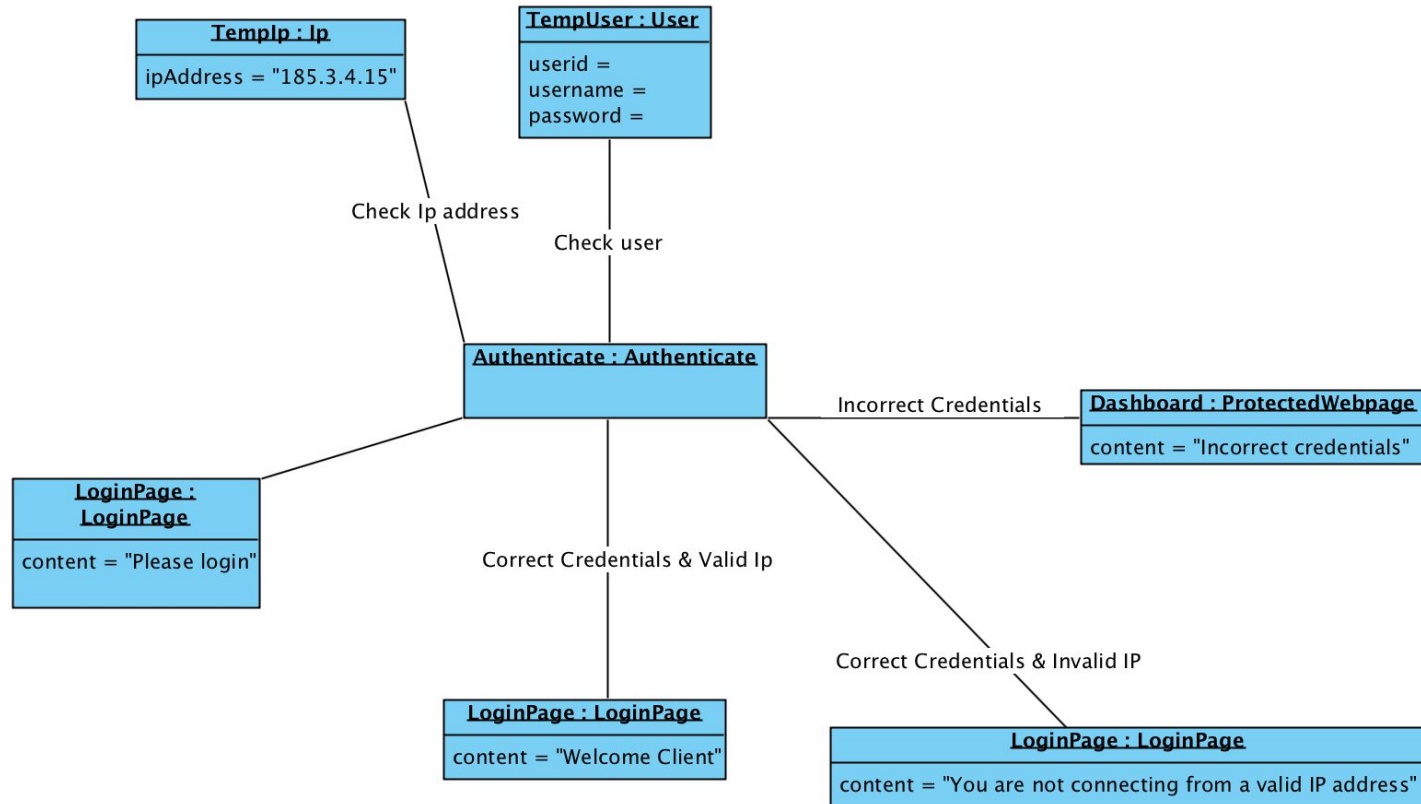 TempIp : Ip
ipAddress = "185.3.4.15"
TempUser : User
userid =
username =
password =
Check Ip address
Check user
Authenticate : Authenticate
Incorrect Credentials
Dashboard : ProtectedWebpage
content = "Incorrect credentials"
LoginPage :
LoginPage
content = "Please login"
Correct Credentials & Valid Ip
Correct Credentials & Invalid IP
LoginPage : LoginPage
content = "Welcome Client"
LoginPage : LoginPage
content = "You are not connecting from a valid IP address"